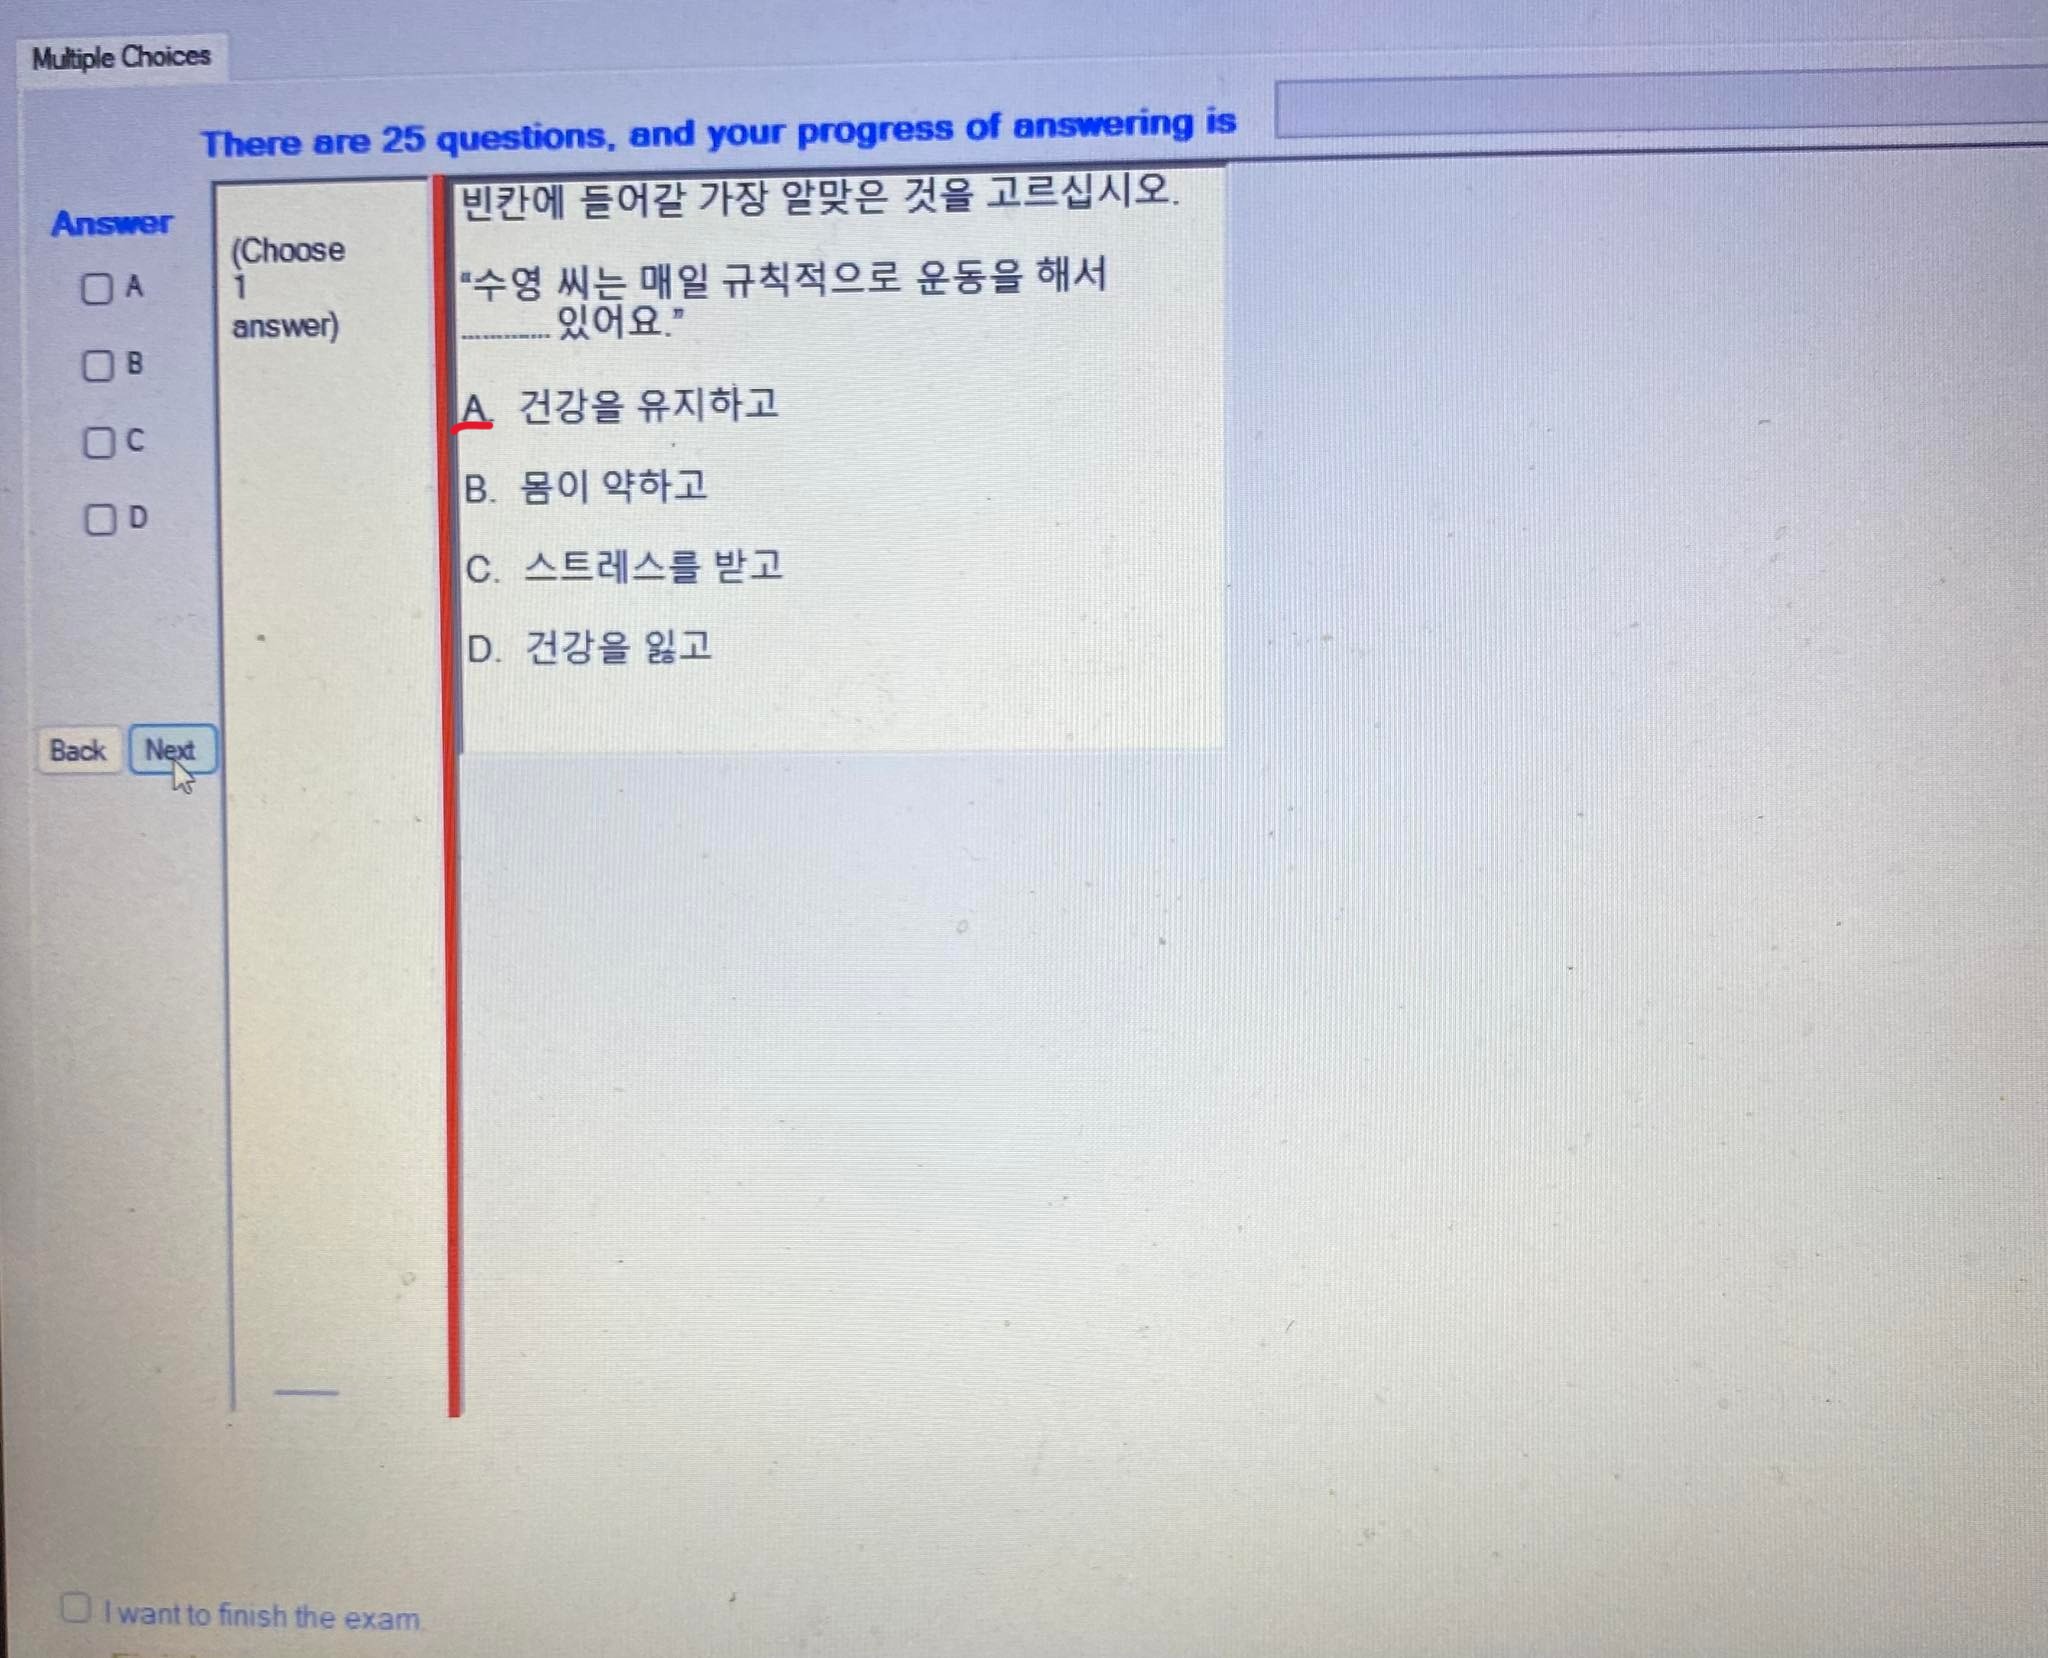 Multiple Choices
There are 25 questions, and your progress of answering is
Answer
A
B
C
D
(Choose
1
answer)
Back
Next
빈칸에 들어갈 가장 알맞은 것을 고르십시오.
“수영 씨는 매일 규칙적으로 운동을 해서
............ 있어요.”
A. 건강을 유지하고
B. 몸이 약하고
C. 스트레스를 받고
D. 건강을 잃고
I want to finish the exam.